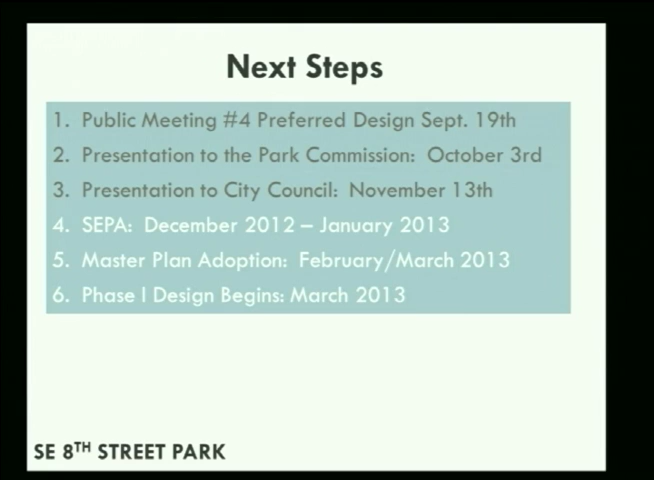 Next Steps
1. Public Meeting #4 Preferred Design Sept. 19th
2. Presentation to the Park Commission: October 3rd
3. Presentation to City Council: November 13th
4. SEPA: December 2012 – January 2013
5. Master Plan Adoption: February/March 2013
6. Phase I Design Begins: March 2013
SE 8TH STREET PARK